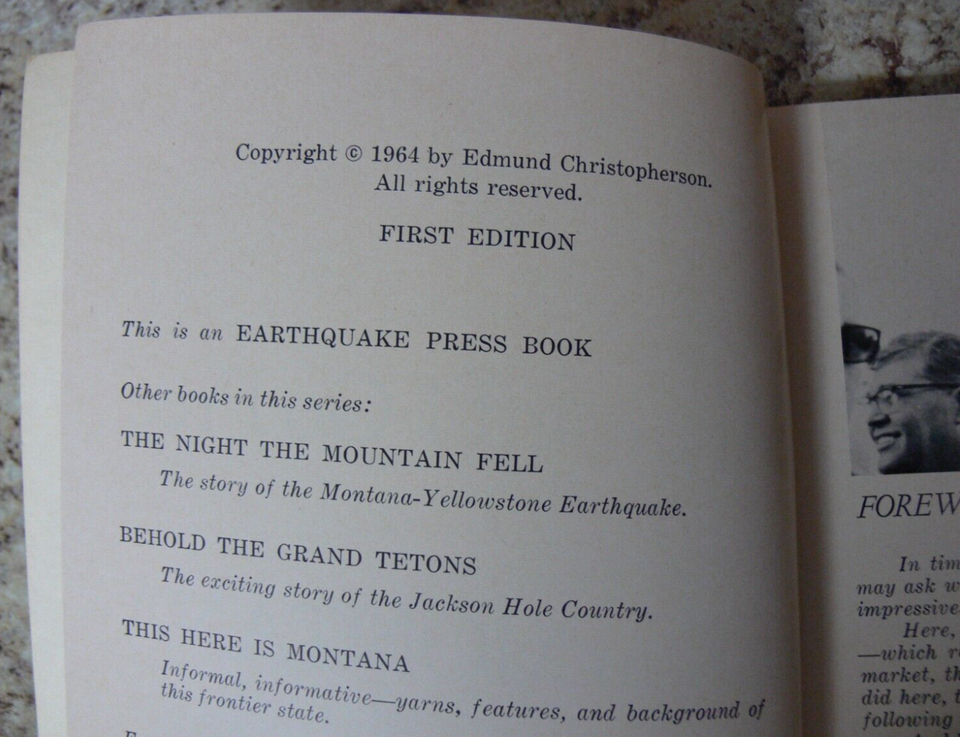 Copyright © 1964 by Edmund Christopherson.
All rights reserved.
FIRST EDITION
This is an EARTHQUAKE PRESS BOOK
Other books in this series:
THE NIGHT THE MOUNTAIN FELL
The story of the Montana-Yellowstone Earthquake.
BEHOLD THE GRAND TETONS
The exciting story of the Jackson Hole Country.
THIS HERE IS MONTANA
Informal, informative—yarns, features, and background of
this frontier state.
In
may ask
impressive
Here,
—which
market,
did here,
following